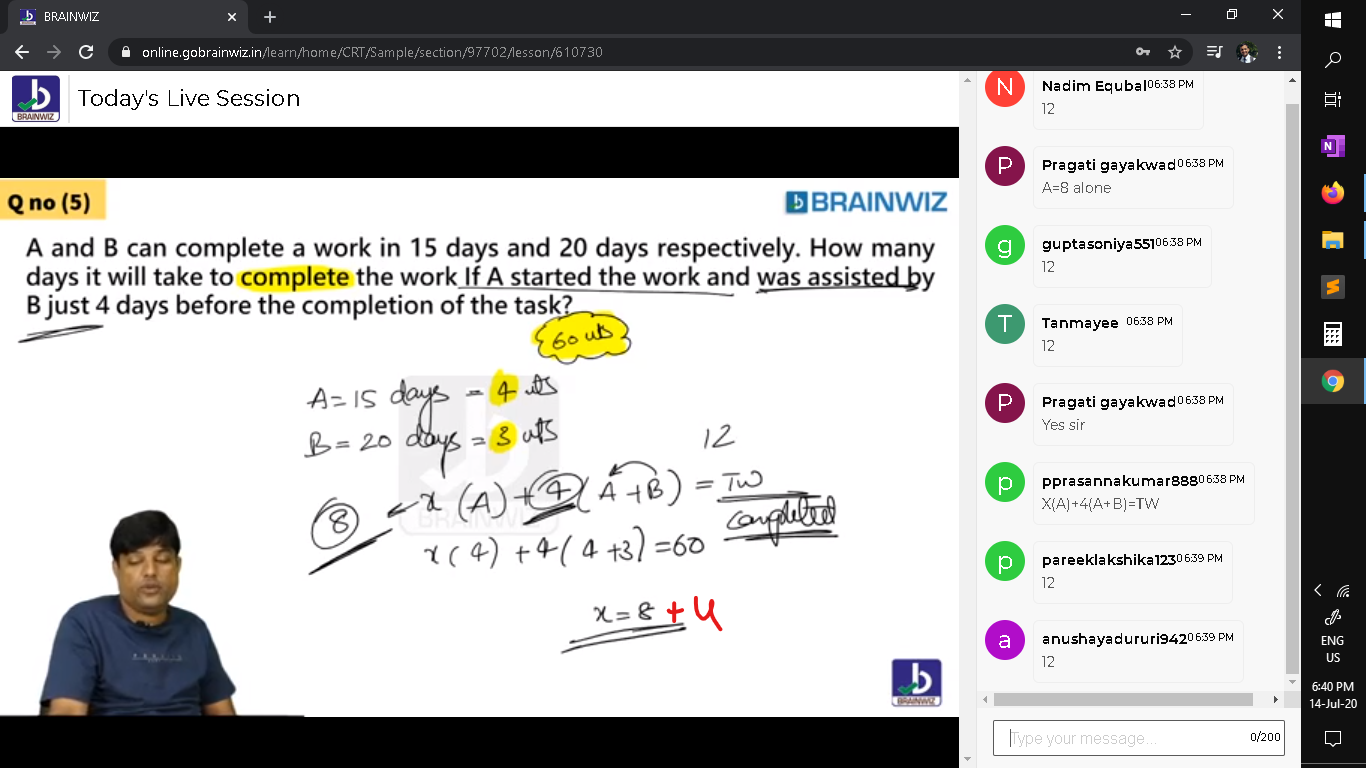 BRAINWIZ
online.gobrainwiz.in/learn/home/CRT/Sample/section/97702/lesson/610730
BRAINWIZ
Today's Live Session
Q no (5)
BRAINWIZ
A and B can complete a work in 15 days and 20 days respectively. How many
days it will take to complete the work If A started the work and was assisted by
B just 4 days before the completion of the task?
60 uts
A = 15 days = 4 uts
B = 20 days = 3 uts
12
8 x (A) + 4 (A + B) = TW
completed
x (4) + 4 (4 + 3) = 60
x = 8 + 4
BRAINWIZ
N Nadim Equbal 06:38 PM
12
P Pragati gayakwad 06:38 PM
A=8 alone
g guptasoniya551 06:38 PM
12
T Tanmayee 06:38 PM
12
P Pragati gayakwad 06:38 PM
Yes sir
p pprasannakumar888 06:38 PM
X(A)+4(A+B)=TW
p pareeklakshika123 06:39 PM
12
a anushayadururi942 06:39 PM
12
Type your message...
0/200
N
ENG
US
6:40 PM
14-Jul-20